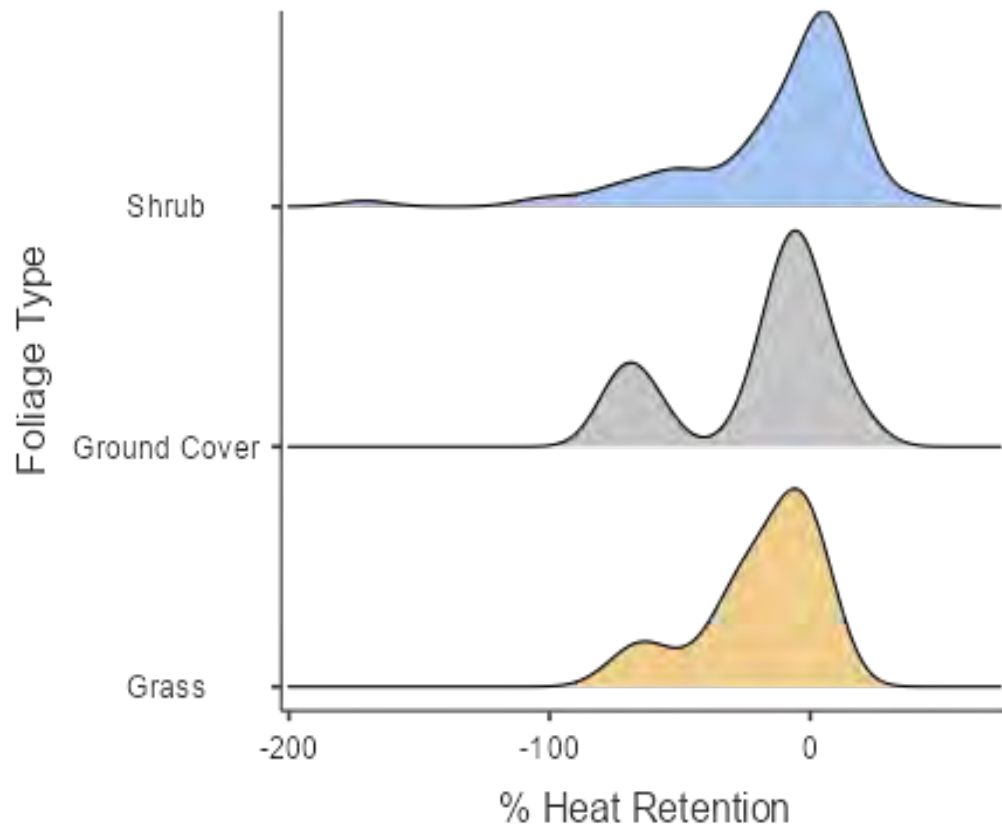 Foliage Type
Shrub
Ground Cover
Grass
-200
-100
0
% Heat Retention